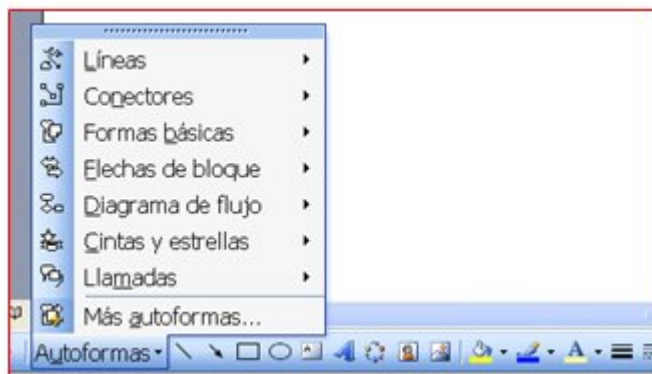 Líneas
Conectores
Formas básicas
Flechas de bloque
Diagrama de flujo
Cintas y estrellas
Llamadas
Más autoformas...
Autoformas
A